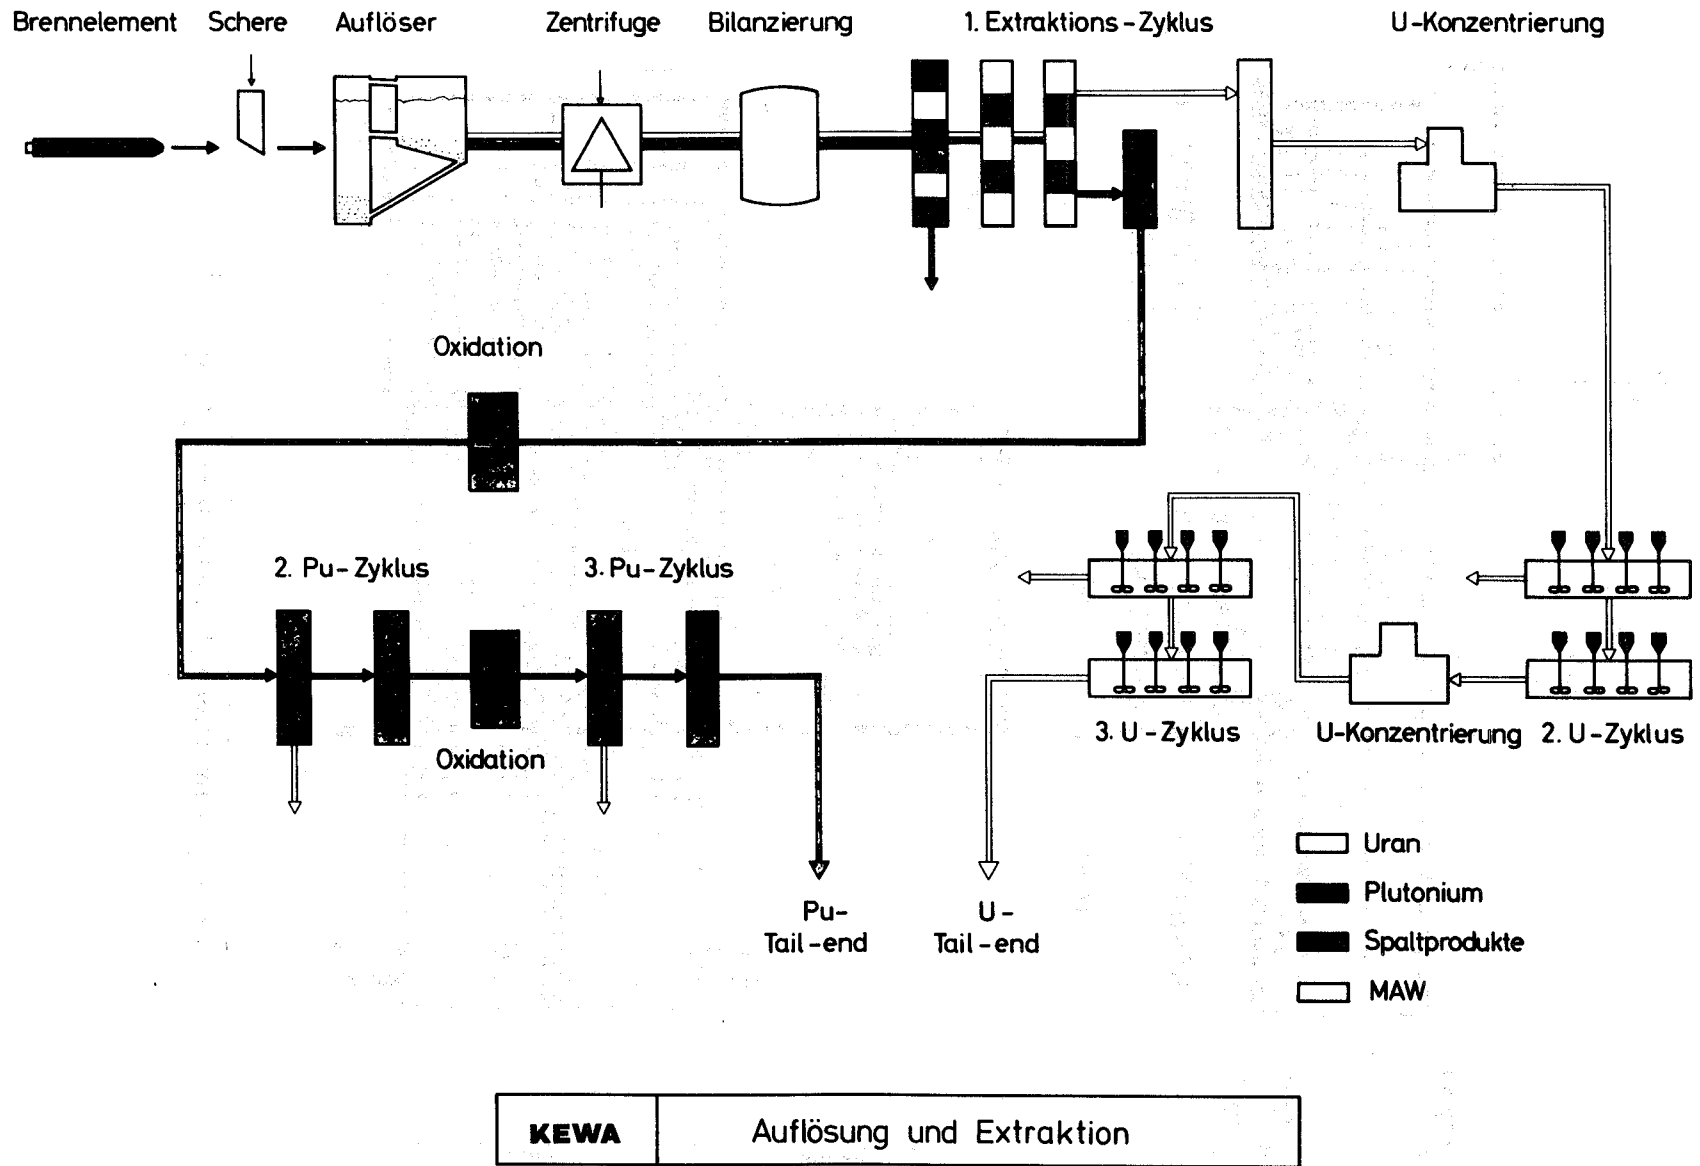 Brennelement Schere Auflöser Zentrifuge Bilanzierung 1. Extraktions-Zyklus U-Konzentrierung
Oxidation
2. Pu-Zyklus 3. Pu-Zyklus
Oxidation
3. U-Zyklus U-Konzentrierung 2. U-Zyklus
Pu-
Tail-end
U-
Tail-end
Uran
Plutonium
Spaltprodukte
MAW
KEWA Auflösung und Extraktion